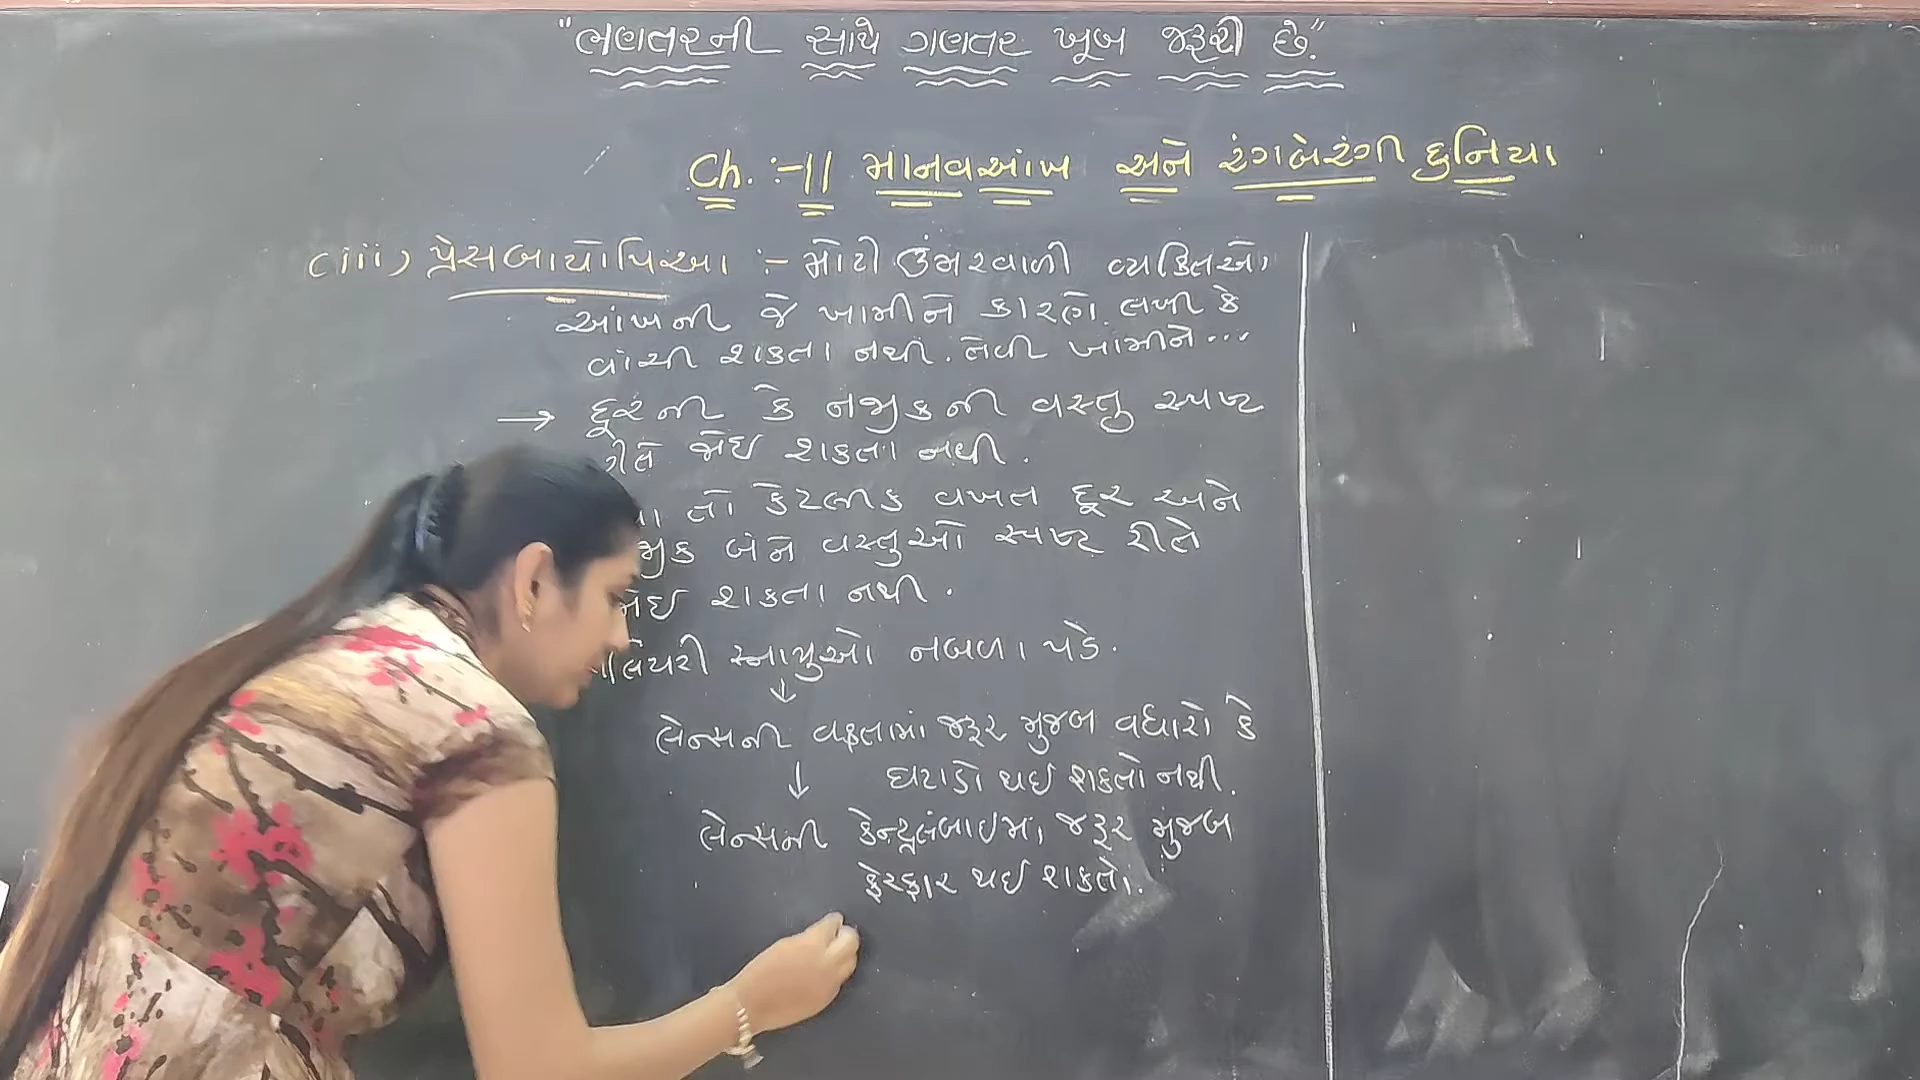 "ભણતરની સાથે ગણતર ખૂબ જરૂરી છે."
Ch. :- 11 માનવઆંખ અને રંગબેરંગી દુનિયા
(iii) પ્રેસબાયોપિઆ :- મોટી ઉંમરવાળી વ્યકિતઓ
આંખની જે ખામીને કારણે લખી કે
વાંચી શકતા નથી. તેવી ખામીને...
→ દૂરની કે નજીકની વસ્તુ સ્પષ્ટ
રીતે જોઈ શકતા નથી.
તો કેટલીક વખત દૂર અને
બંને વસ્તુઓ સ્પષ્ટ રીતે
શકતા નથી.
સ્નાયુઓ નબળા પડે.
↓
લેન્સની વક્રતામાં જરૂર મુજબ વધારો કે
↓ ઘટાડો થઈ શકતો નથી.
લેન્સની કેન્દ્રલંબાઇમાં જરૂર મુજબ
ફેરફાર થઈ શકતો.